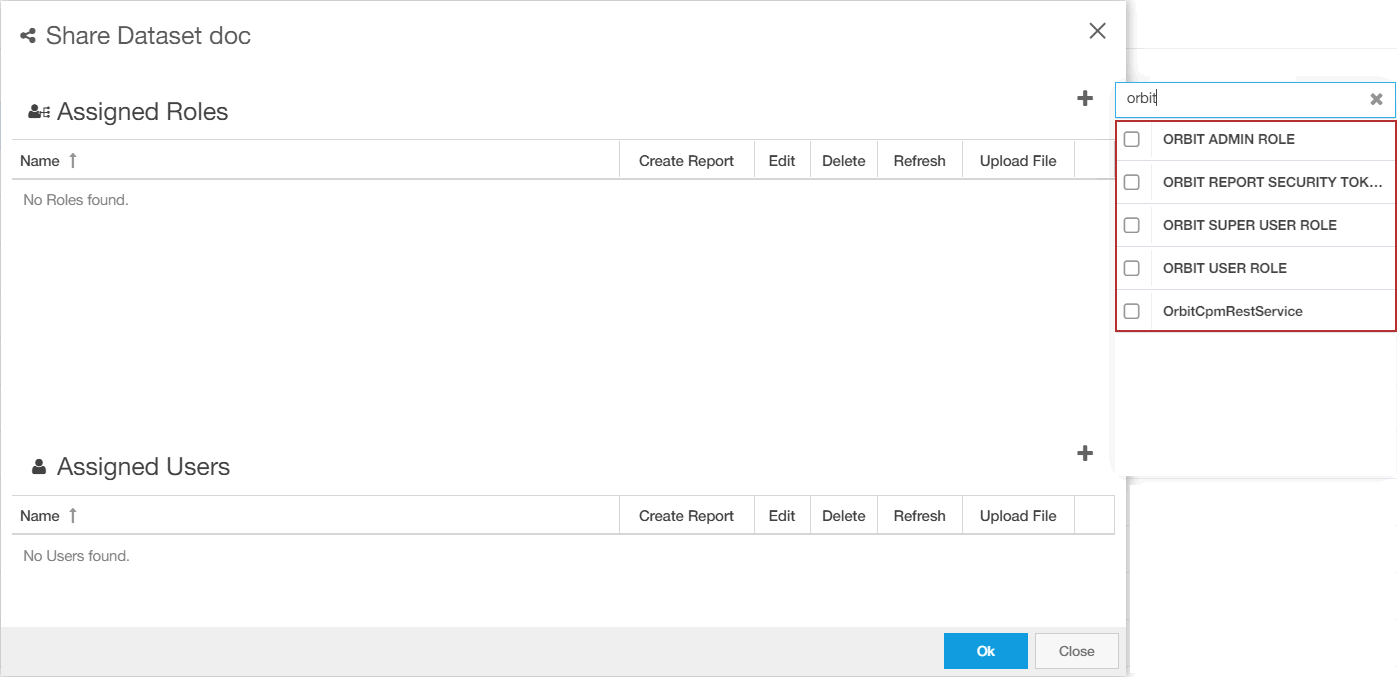 Share Dataset doc
Assigned Roles
orbit
Name Create Report Edit Delete Refresh Upload File
No Roles found.
ORBIT ADMIN ROLE
ORBIT REPORT SECURITY TOK...
ORBIT SUPER USER ROLE
ORBIT USER ROLE
OrbitCpmRestService
Assigned Users
Name Create Report Edit Delete Refresh Upload File
No Users found.
Ok Close